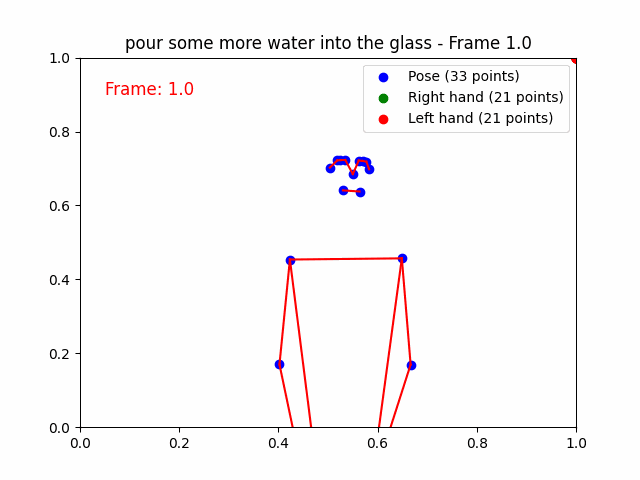 pour some more water into the glass - Frame 1.0
Frame: 1.0
Pose (33 points)
Right hand (21 points)
Left hand (21 points)
1.0
0.8
0.6
0.4
0.2
0.0
0.0 0.2 0.4 0.6 0.8 1.0